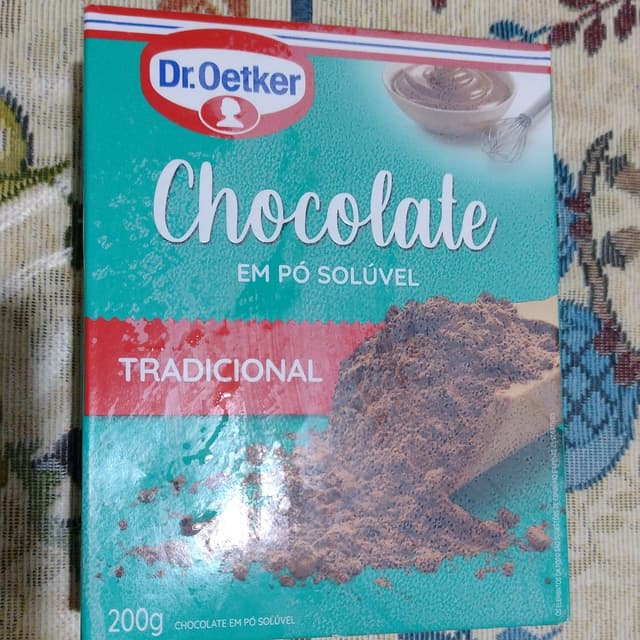 Dr.Oetker
Chocolate
EM PÓ SOLÚVEL
TRADICIONAL
200g CHOCOLATE EM PÓ SOLÚVEL